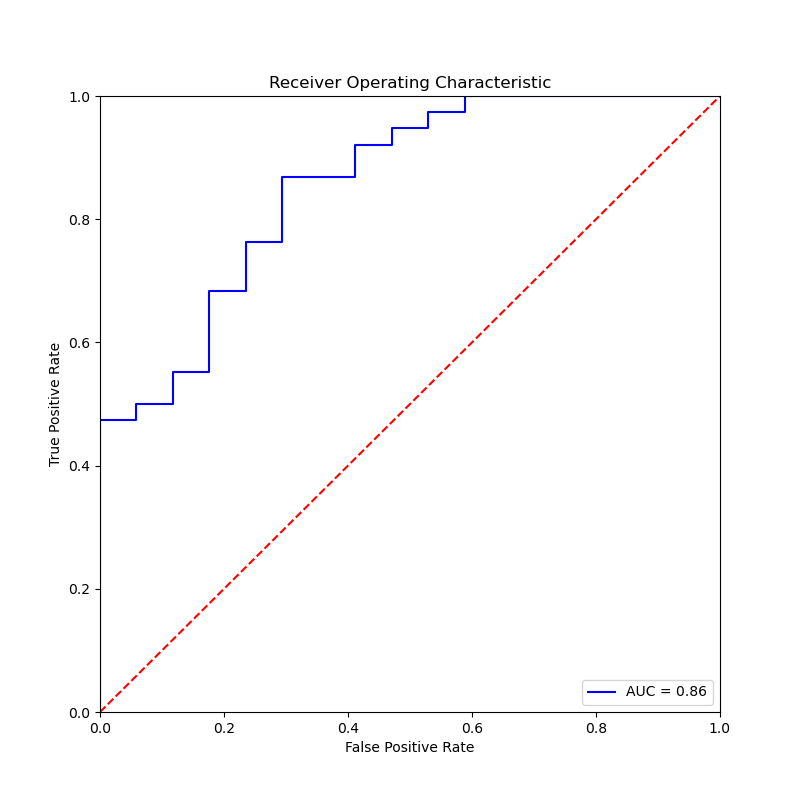 Receiver Operating Characteristic
1.0
0.8
0.6
0.4
0.2
0.0
True Positive Rate
AUC = 0.86
0.0 0.2 0.4 0.6 0.8 1.0
False Positive Rate